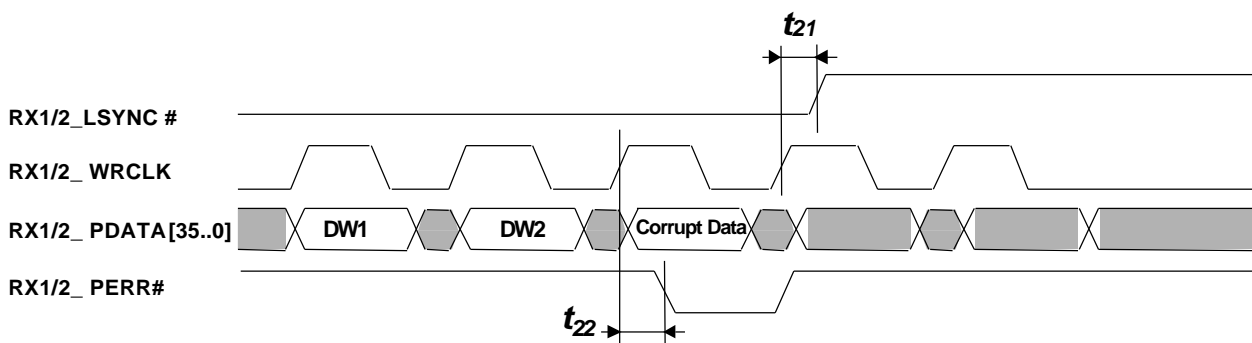 t21
RX1/2_LSYNC #
RX1/2_ WRCLK
RX1/2_ PDATA[35..0] DW1 DW2 Corrupt Data
RX1/2_ PERR#
t22